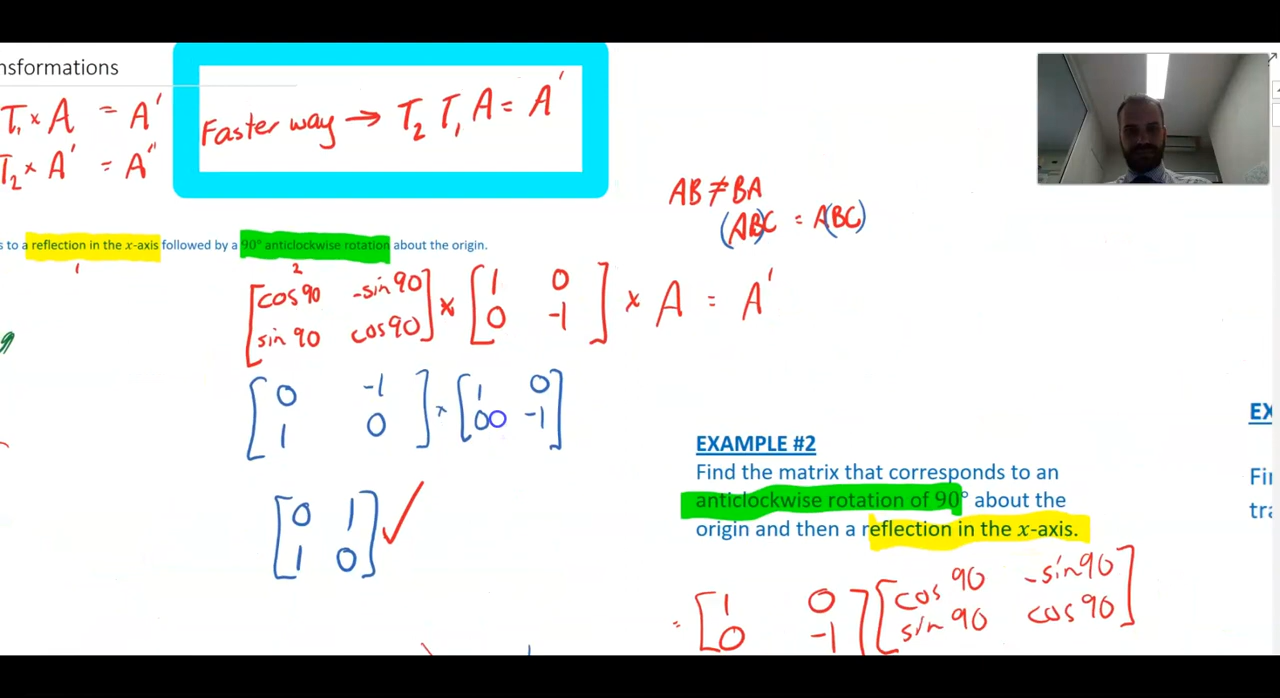 nsformations
T₁ × A = A'
T₂ × A' = A''
Faster way → T₂ T₁ A = A'
AB ≠ BA
(AB)C = A(BC)
s to a reflection in the x-axis followed by a 90° anticlockwise rotation about the origin.
1 2
[cos 90 -sin 90] × [1 0] × A = A'
[sin 90 cos 90] [0 -1]
[0 -1] × [1 0]
[1 0] [00 -1]
[0 1] ✓
[1 0]
EXAMPLE #2
Find the matrix that corresponds to an
anticlockwise rotation of 90° about the
origin and then a reflection in the x-axis.
= [1 0] [cos 90 -sin 90]
[0 -1] [sin 90 cos 90]
EX
Fi
tra